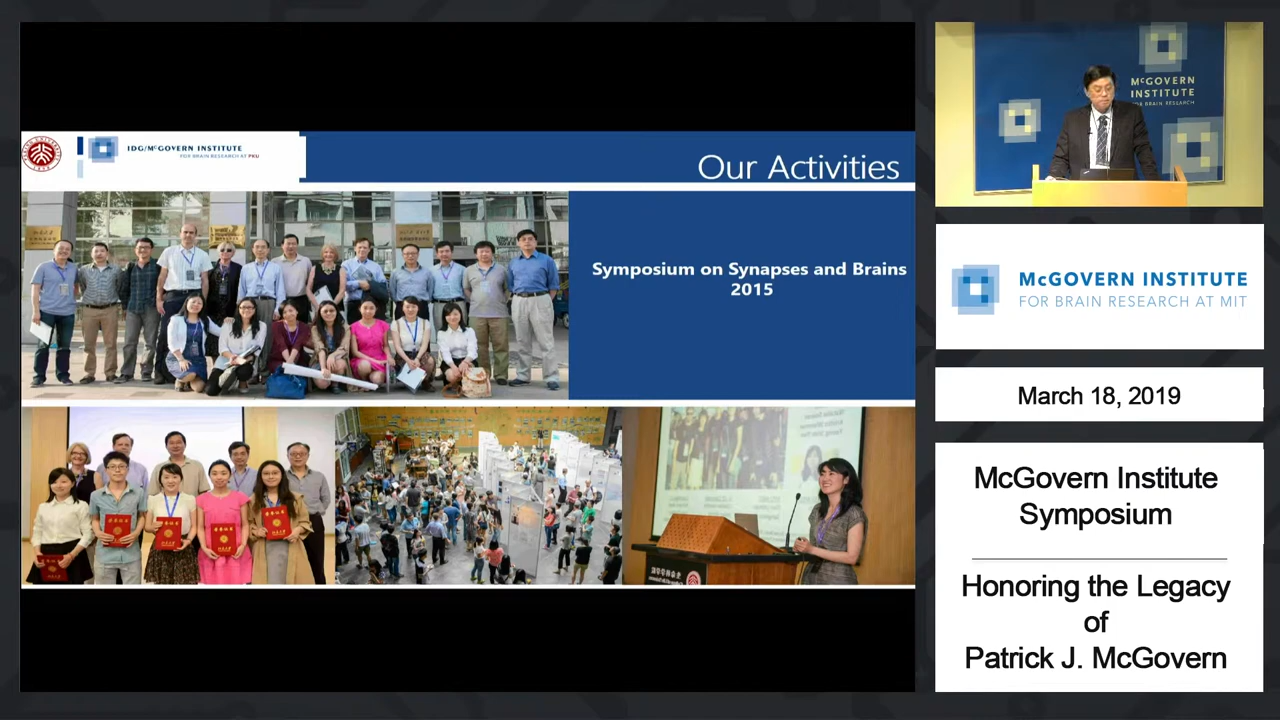 IDG/McGOVERN INSTITUTE
FOR BRAIN RESEARCH AT PKU
Our Activities
Symposium on Synapses and Brains
2015
McGOVERN
INSTITUTE
FOR BRAIN RESEARCH
McGOVERN INSTITUTE
FOR BRAIN RESEARCH AT MIT
March 18, 2019
McGovern Institute
Symposium
Honoring the Legacy
of
Patrick J. McGovern